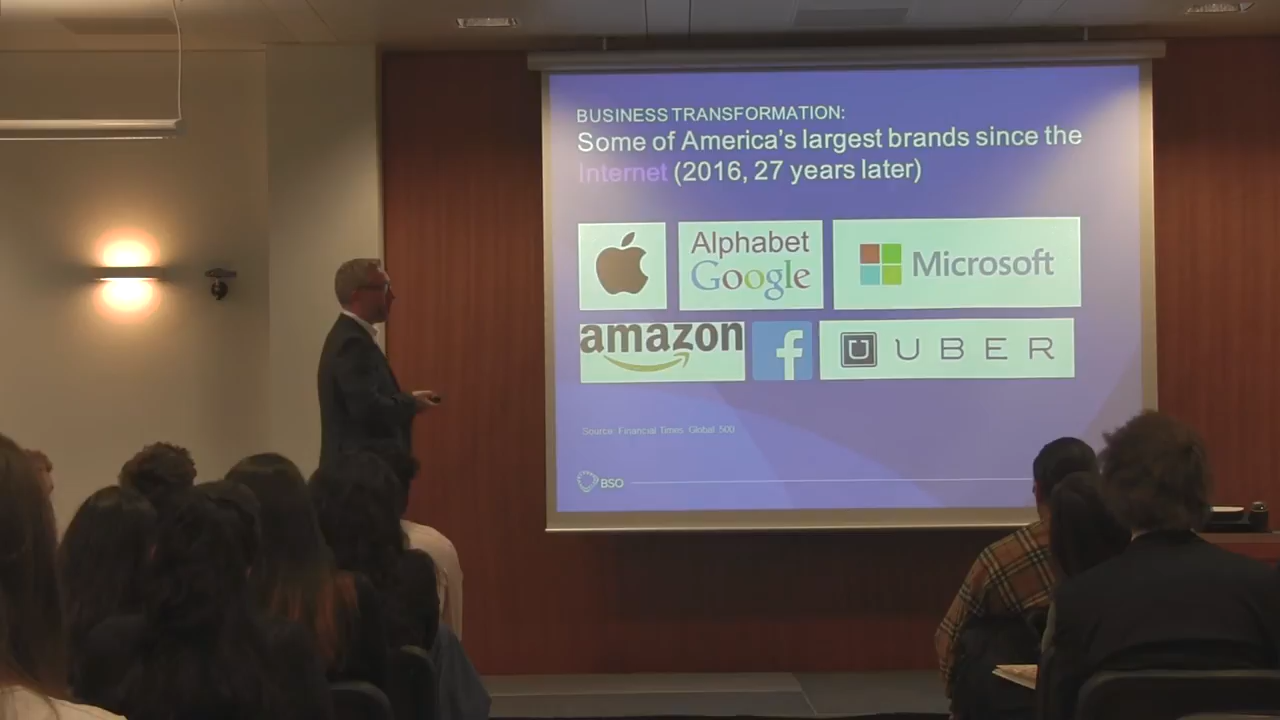 BUSINESS TRANSFORMATION:
Some of America's largest brands since the
Internet (2016, 27 years later)
Alphabet
Google
Microsoft
amazon
f
U UBER
Source: Financial Times Global 500
BSO